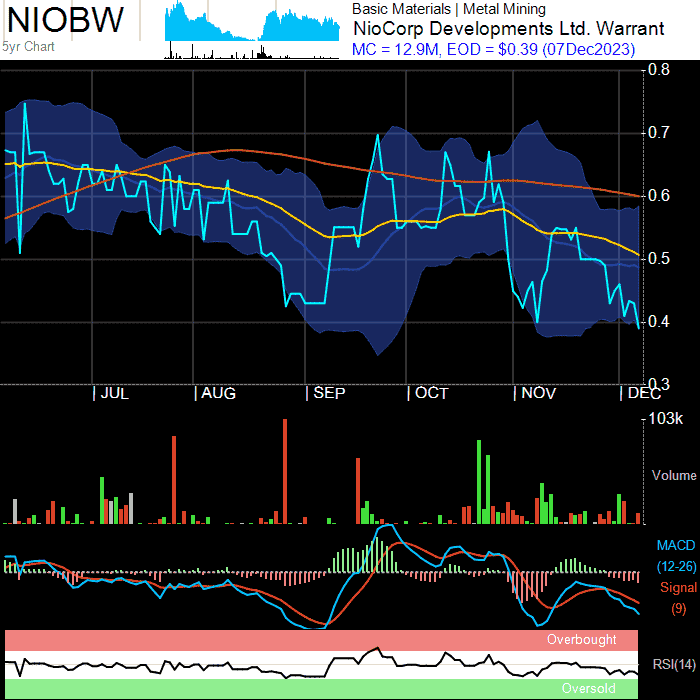 NIOBW
5yr Chart
Basic Materials | Metal Mining
NioCorp Developments Ltd. Warrant
MC = 12.9M, EOD = $0.39 (07Dec2023)
0.8
0.7
0.6
0.5
0.4
0.3
JUL AUG SEP OCT NOV DEC
103k
Volume
MACD
(12-26)
Signal
(9)
Overbought
RSI(14)
Oversold